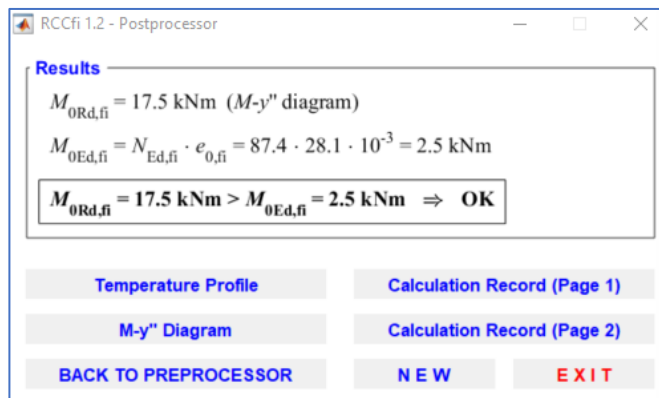 RCCfi 1.2 - Postprocessor
Results
M0Rd,fi = 17.5 kNm (M-y" diagram)
M0Ed,fi = NEd,fi · e0,fi = 87.4 · 28.1 · 10-3 = 2.5 kNm
M0Rd,fi = 17.5 kNm > M0Ed,fi = 2.5 kNm ⇒ OK
Temperature Profile
Calculation Record (Page 1)
M-y" Diagram
Calculation Record (Page 2)
BACK TO PREPROCESSOR
N E W
E X I T